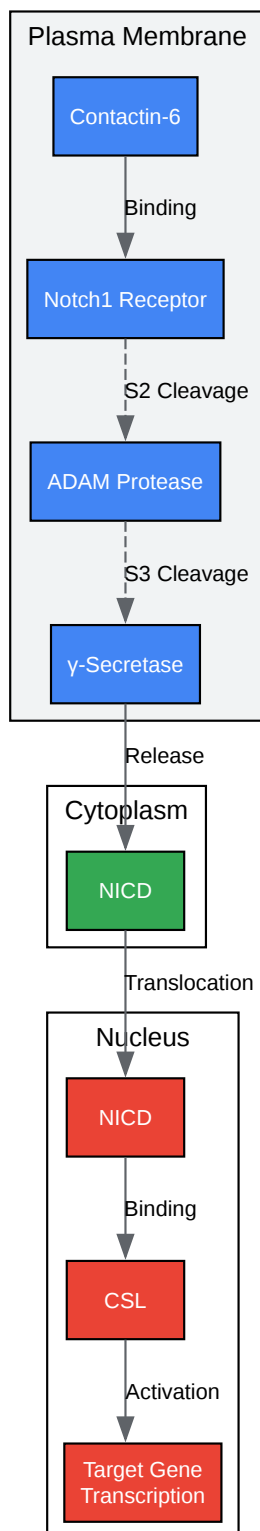 Plasma Membrane
Contactin-6
Binding
Notch1 Receptor
S2 Cleavage
ADAM Protease
S3 Cleavage
γ-Secretase
Release
Cytoplasm
NICD
Translocation
Nucleus
NICD
Binding
CSL
Activation
Target Gene
Transcription